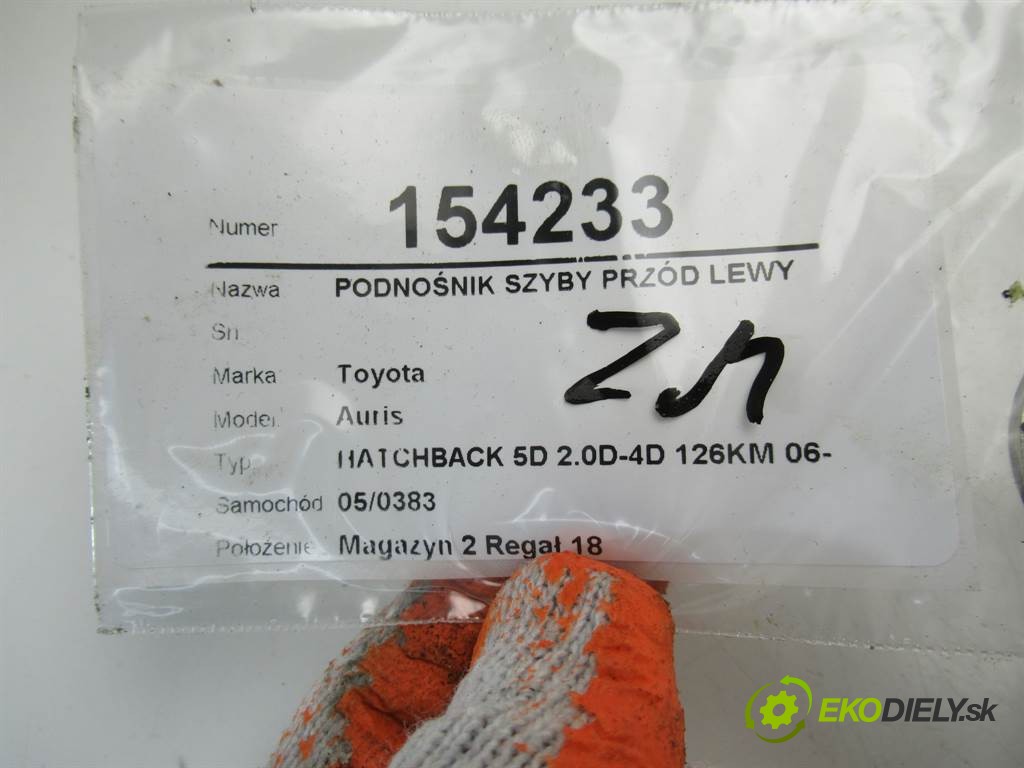 Numer 154233
Nazwa PODNOŚNIK SZYBY PRZÓD LEWY
Sn
Marka Toyota
Model Auris
Typ HATCHBACK 5D 2.0D-4D 126KM 06-
Samochód 05/0383
Położenie Magazyn 2 Regał 18
EKODIELY.sk